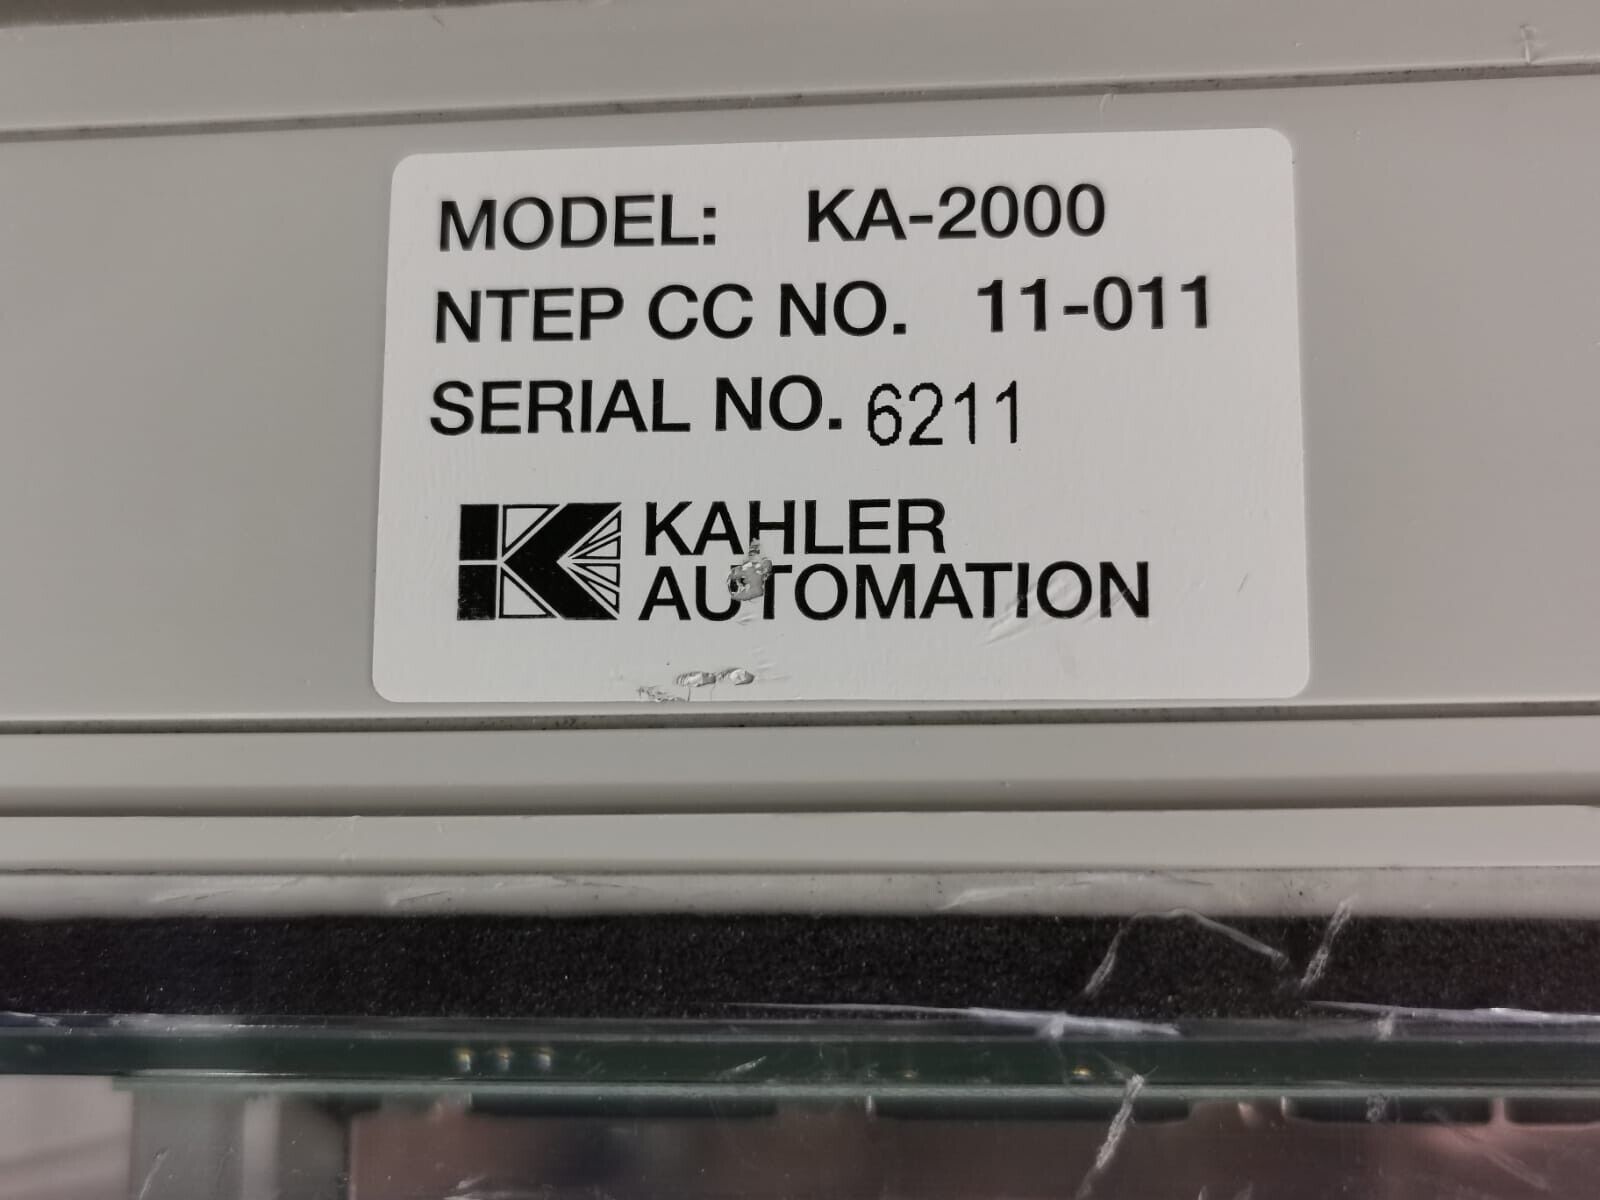 MODEL: KA-2000
NTEP CC NO. 11-011
SERIAL NO. 6211
KAHLER
AUTOMATION